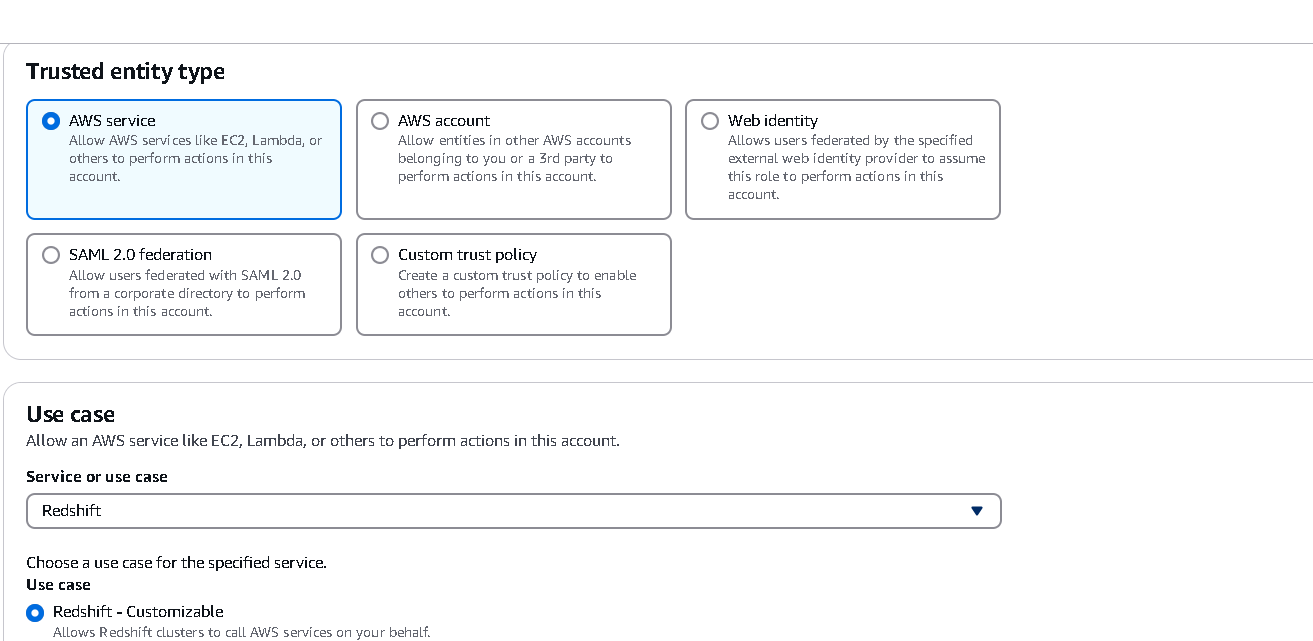 Trusted entity type
AWS service
Allow AWS services like EC2, Lambda, or
others to perform actions in this
account.
AWS account
Allow entities in other AWS accounts
belonging to you or a 3rd party to
perform actions in this account.
Web identity
Allows users federated by the specified
external web identity provider to assume
this role to perform actions in this
account.
SAML 2.0 federation
Allow users federated with SAML 2.0
from a corporate directory to perform
actions in this account.
Custom trust policy
Create a custom trust policy to enable
others to perform actions in this
account.
Use case
Allow an AWS service like EC2, Lambda, or others to perform actions in this account.
Service or use case
Redshift
Choose a use case for the specified service.
Use case
Redshift - Customizable
Allows Redshift clusters to call AWS services on your behalf.